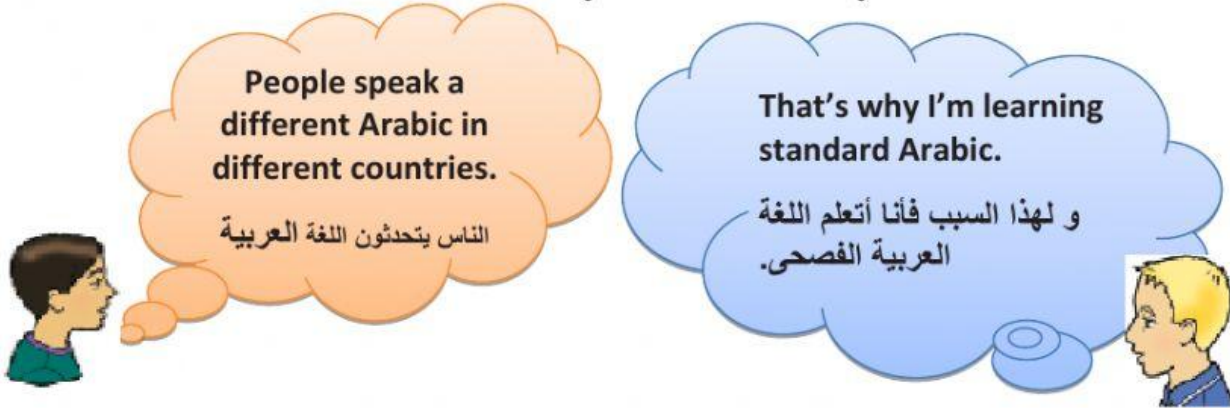 People speak a
different Arabic in
different countries.
الناس يتحدثون اللغة العربية
That's why I'm learning
standard Arabic.
و لهذا السبب فأنا أتعلم اللغة
العربية الفصحى.